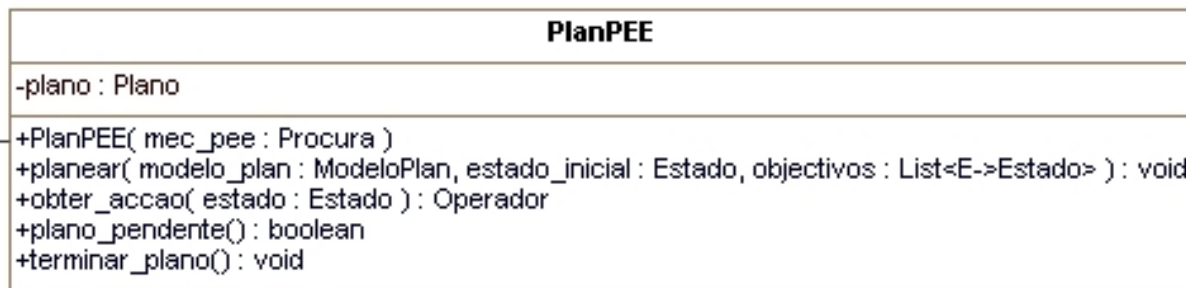 PlanPEE
-plano : Plano
+PlanPEE( mec_pee : Procura )
+planear( modelo_plan : ModeloPlan, estado_inicial : Estado, objectivos : List<E->Estado> ) : void
+obter_accao( estado : Estado ) : Operador
+plano_pendente() : boolean
+terminar_plano() : void